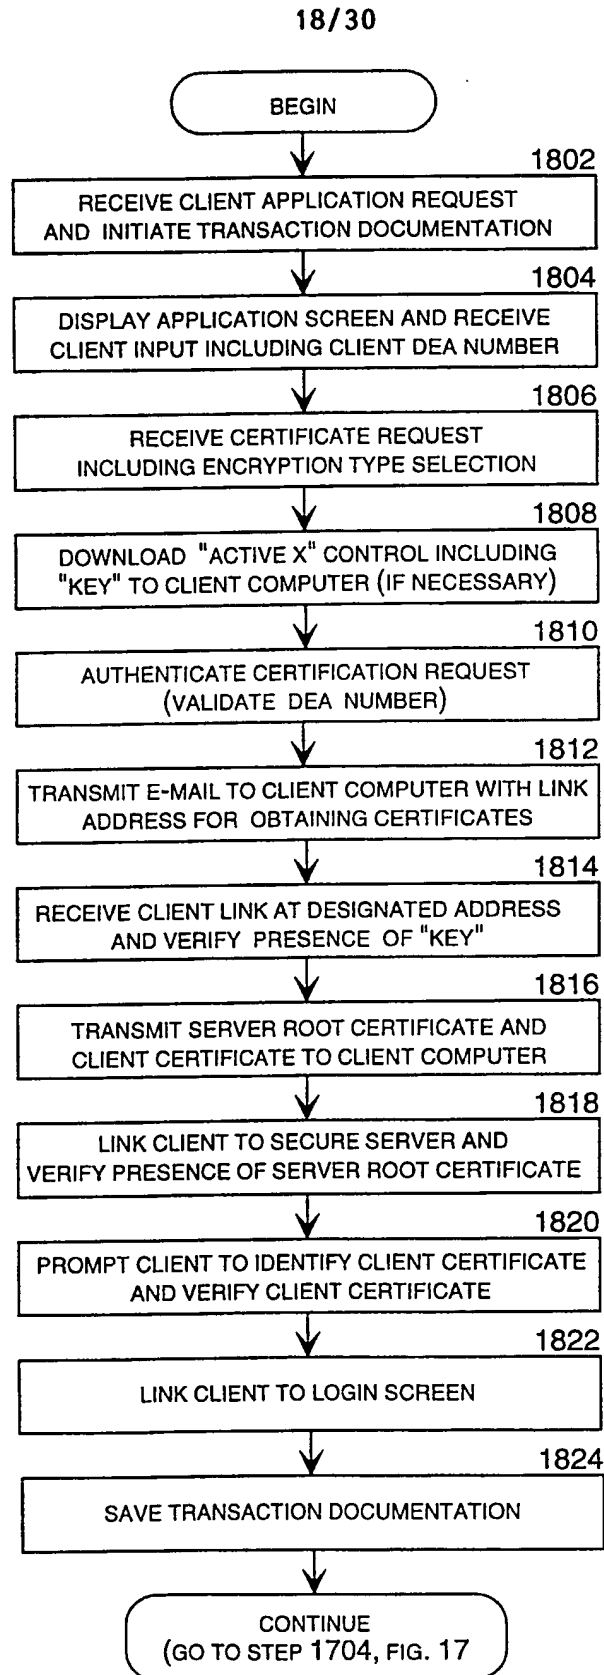 18/30
BEGIN
1802
RECEIVE CLIENT APPLICATION REQUEST
AND INITIATE TRANSACTION DOCUMENTATION
1804
DISPLAY APPLICATION SCREEN AND RECEIVE
CLIENT INPUT INCLUDING CLIENT DEA NUMBER
1806
RECEIVE CERTIFICATE REQUEST
INCLUDING ENCRYPTION TYPE SELECTION
1808
DOWNLOAD "ACTIVE X" CONTROL INCLUDING
"KEY" TO CLIENT COMPUTER (IF NECESSARY)
1810
AUTHENTICATE CERTIFICATION REQUEST
(VALIDATE DEA NUMBER)
1812
TRANSMIT E-MAIL TO CLIENT COMPUTER WITH LINK
ADDRESS FOR OBTAINING CERTIFICATES
1814
RECEIVE CLIENT LINK AT DESIGNATED ADDRESS
AND VERIFY PRESENCE OF "KEY"
1816
TRANSMIT SERVER ROOT CERTIFICATE AND
CLIENT CERTIFICATE TO CLIENT COMPUTER
1818
LINK CLIENT TO SECURE SERVER AND
VERIFY PRESENCE OF SERVER ROOT CERTIFICATE
1820
PROMPT CLIENT TO IDENTIFY CLIENT CERTIFICATE
AND VERIFY CLIENT CERTIFICATE
1822
LINK CLIENT TO LOGIN SCREEN
1824
SAVE TRANSACTION DOCUMENTATION
CONTINUE
(GO TO STEP 1704, FIG. 17